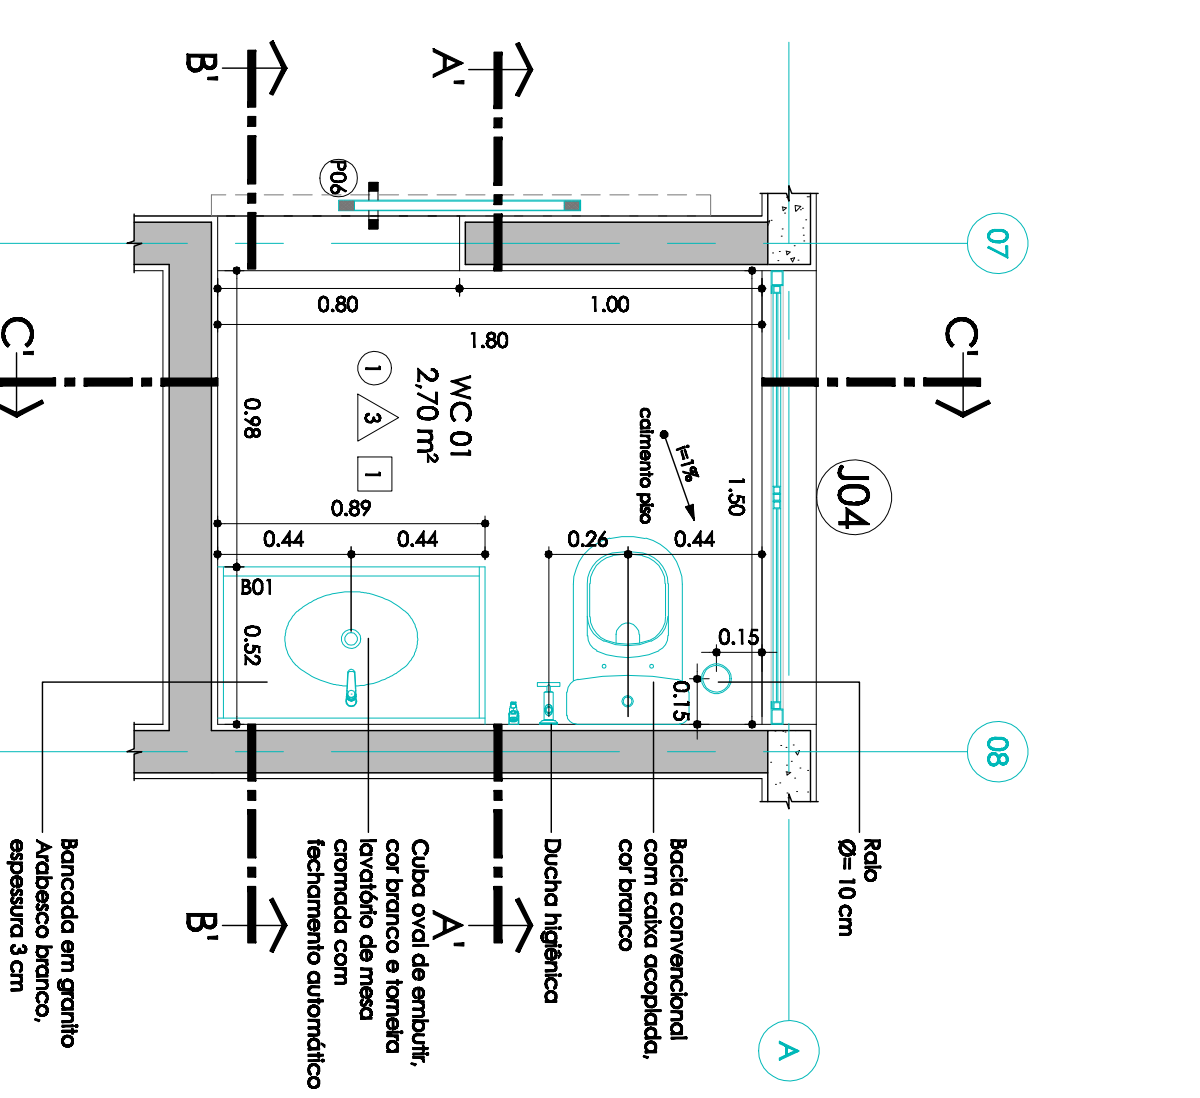 B'
A'
P06
07
0.80
1.00
1.80
C'
C'
1
3
1
WC 01
2,70 m²
0.98
caimento piso
i=1%
1.50
J04
0.89
0.44
0.44
0.26
0.44
B01
0.52
0.15
0.15
08
B'
A'
A
Ralo
Ø= 10 cm
Bacia convencional
com caixa acoplada,
cor branco
Ducha higiênica
Cuba oval de embutir,
cor branco e torneira
lavatório de mesa
cromada com
fechamento automático
Bancada em granito
Arabesco branco,
espessura 3 cm